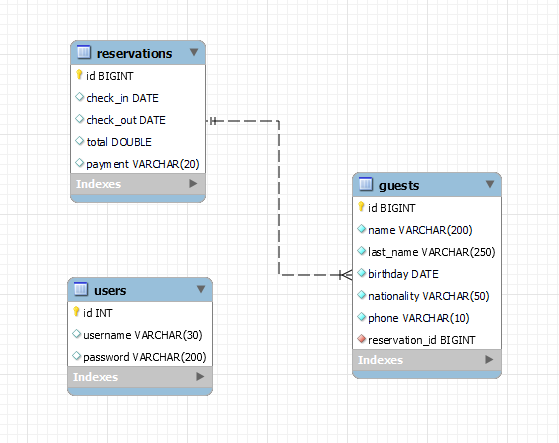 reservations
id BIGINT
check_in DATE
check_out DATE
total DOUBLE
payment VARCHAR(20)
Indexes
guests
id BIGINT
name VARCHAR(200)
last_name VARCHAR(250)
birthday DATE
nationality VARCHAR(50)
phone VARCHAR(10)
reservation_id BIGINT
Indexes
users
id INT
username VARCHAR(30)
password VARCHAR(200)
Indexes